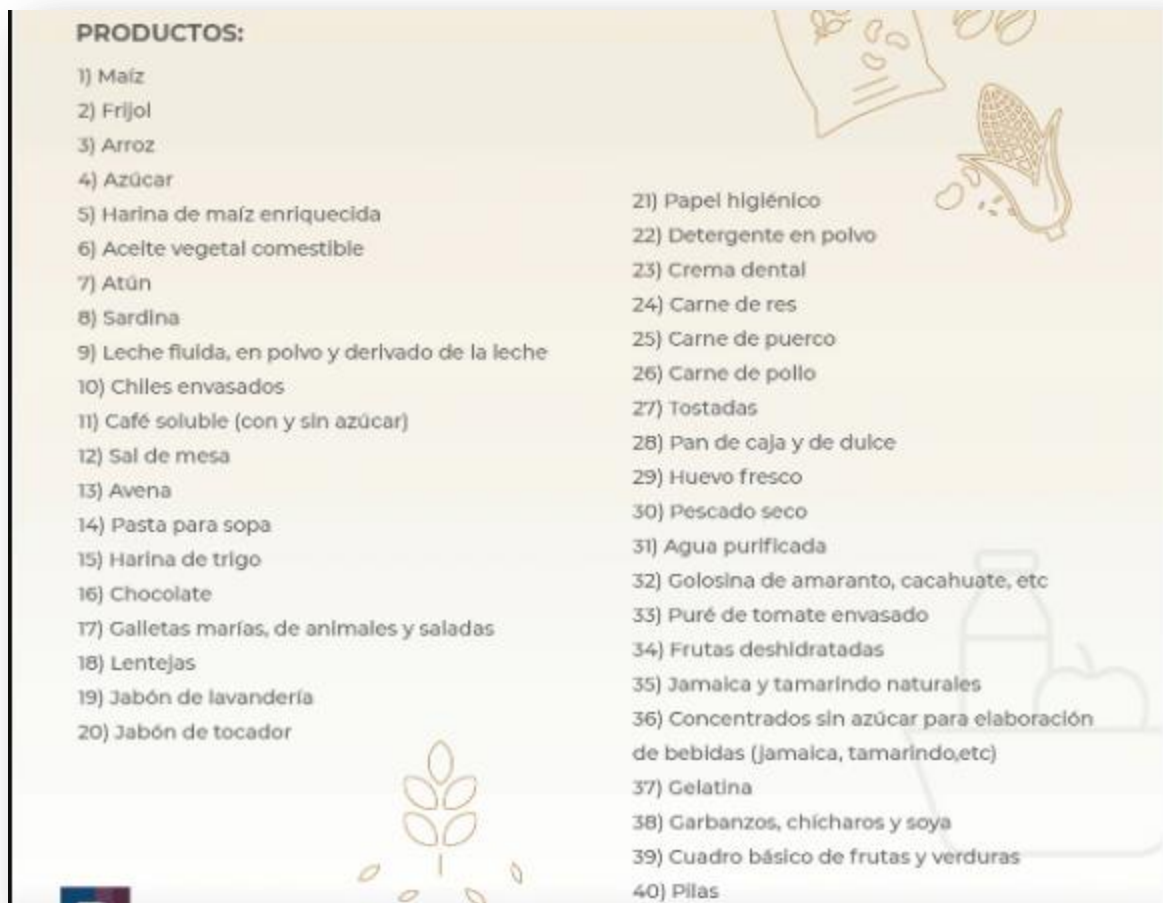 PRODUCTOS:
1) Maíz
2) Frijol
3) Arroz
4) Azúcar
5) Harina de maíz enriquecida
6) Aceite vegetal comestible
7) Atún
8) Sardina
9) Leche fluida, en polvo y derivado de la leche
10) Chiles envasados
11) Café soluble (con y sin azúcar)
12) Sal de mesa
13) Avena
14) Pasta para sopa
15) Harina de trigo
16) Chocolate
17) Galletas marías, de animales y saladas
18) Lentejas
19) Jabón de lavandería
20) Jabón de tocador
21) Papel higiénico
22) Detergente en polvo
23) Crema dental
24) Carne de res
25) Carne de puerco
26) Carne de pollo
27) Tostadas
28) Pan de caja y de dulce
29) Huevo fresco
30) Pescado seco
31) Agua purificada
32) Golosina de amaranto, cacahuate, etc
33) Puré de tomate envasado
34) Frutas deshidratadas
35) Jamaica y tamarindo naturales
36) Concentrados sin azúcar para elaboración
de bebidas (jamaica, tamarindo,etc)
37) Gelatina
38) Garbanzos, chícharos y soya
39) Cuadro básico de frutas y verduras
40) Pilas